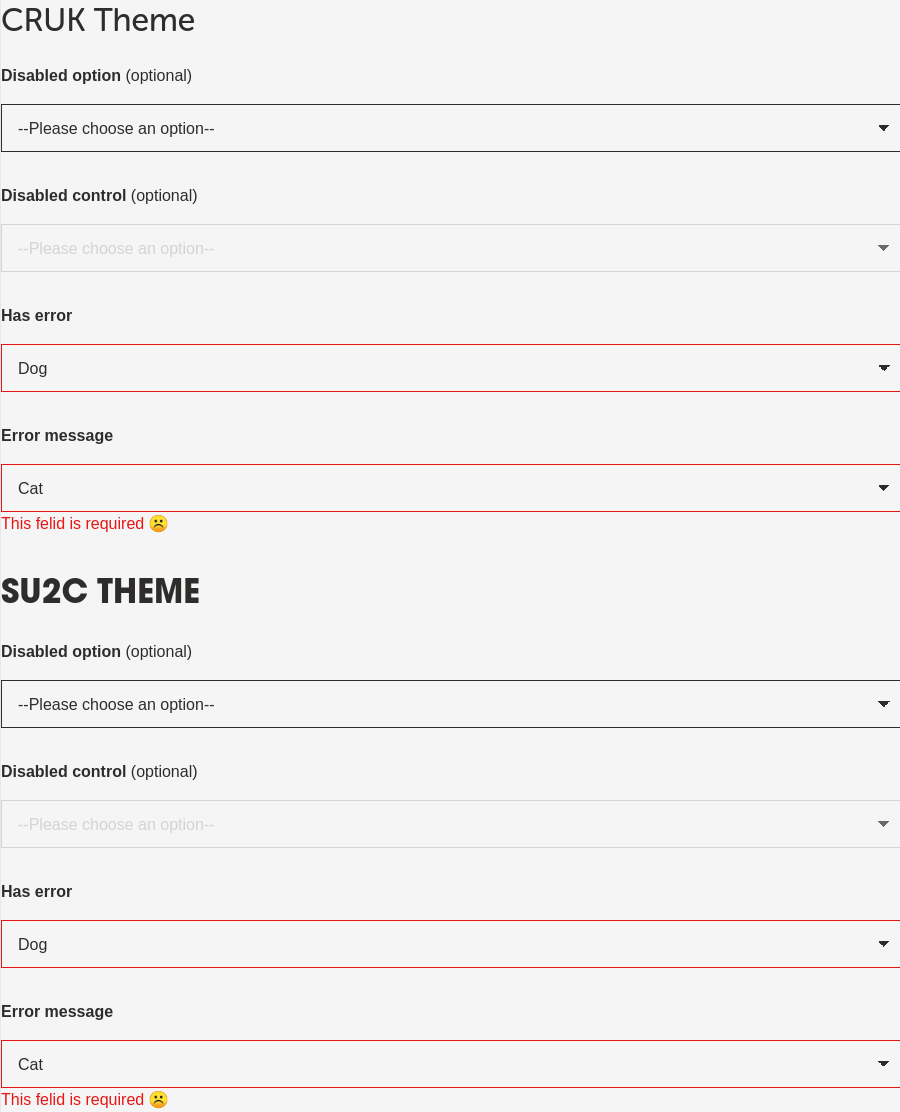 CRUK Theme
Disabled option (optional)
--Please choose an option--
Disabled control (optional)
--Please choose an option--
Has error
Dog
Error message
Cat
This felid is required ☹️
SU2C THEME
Disabled option (optional)
--Please choose an option--
Disabled control (optional)
--Please choose an option--
Has error
Dog
Error message
Cat
This felid is required ☹️